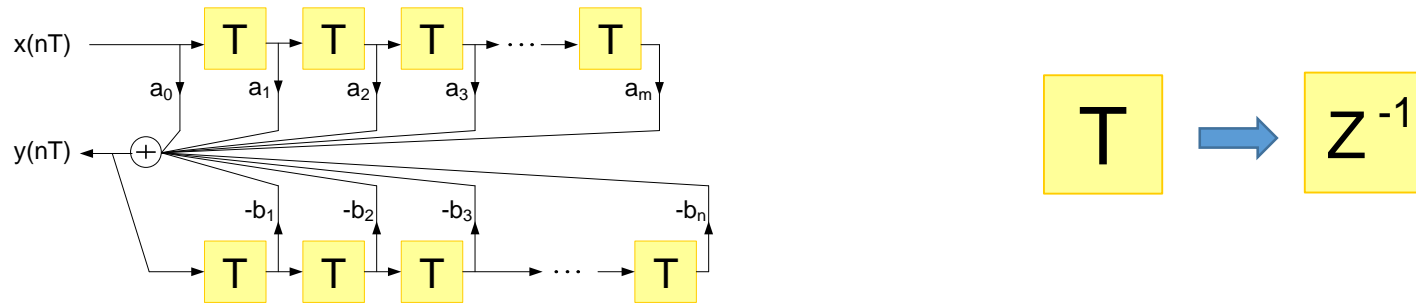 x(nT) T T T ... T
a₀ a₁ a₂ a₃ aₘ
T Z⁻¹
y(nT) +
-b₁ -b₂ -b₃ -bₙ
T T T ... T